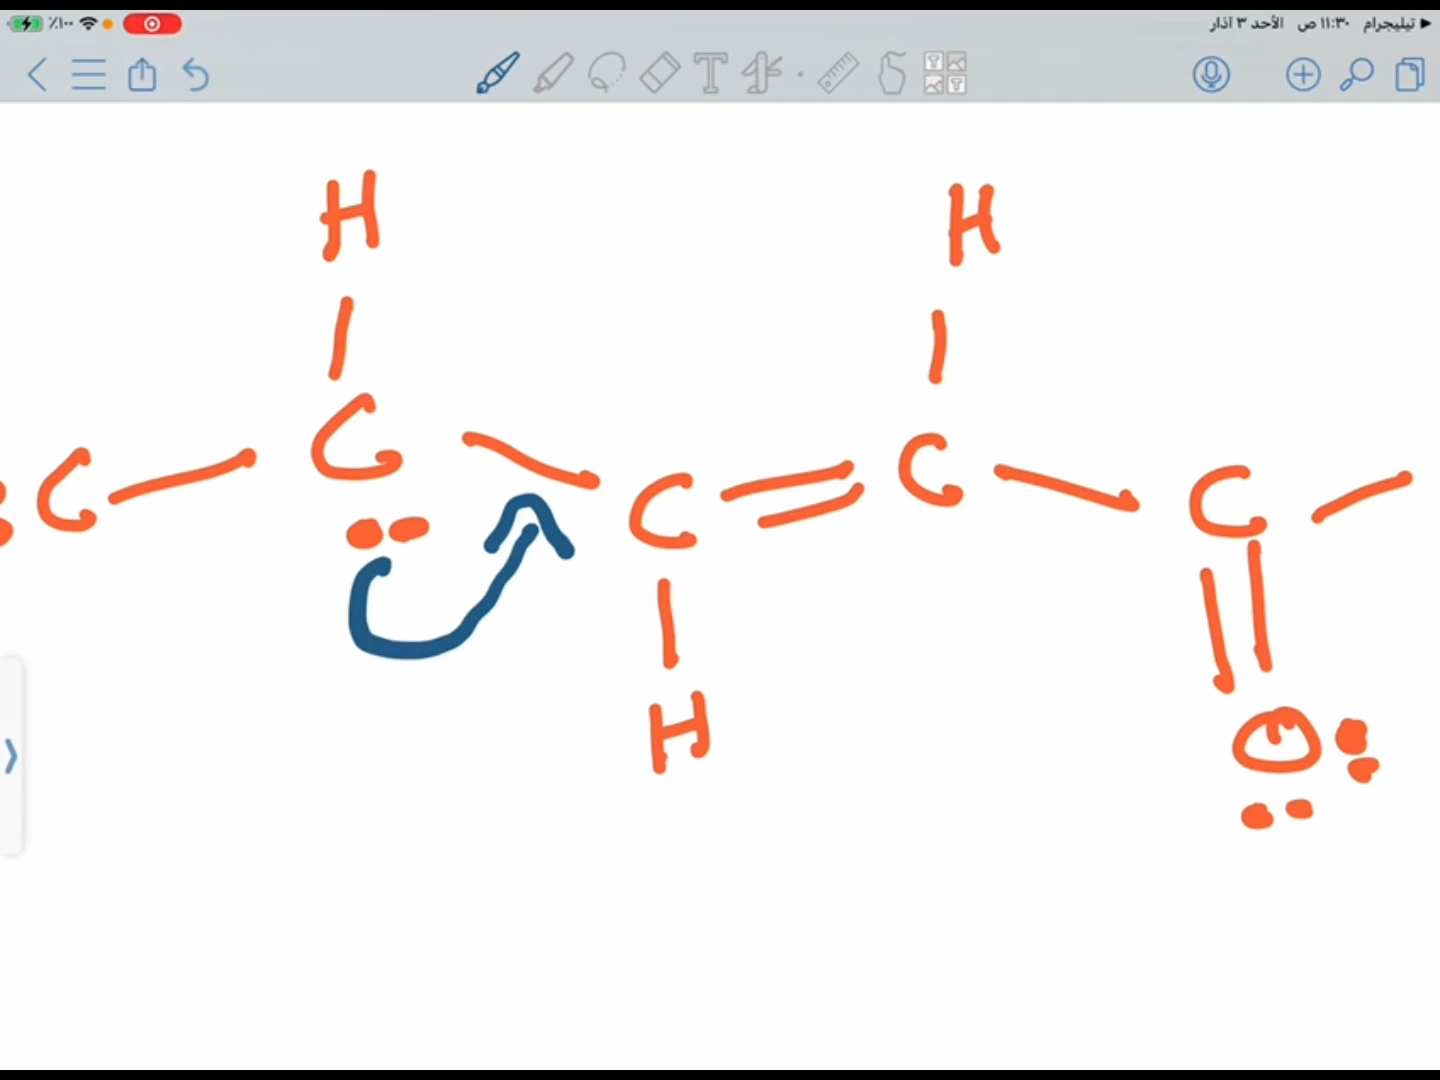 ◀ تيليجرام ١١:٣٠ ص الأحد ٣ آذار ٪١٠٠
T
H H
C C C = C C
H
O